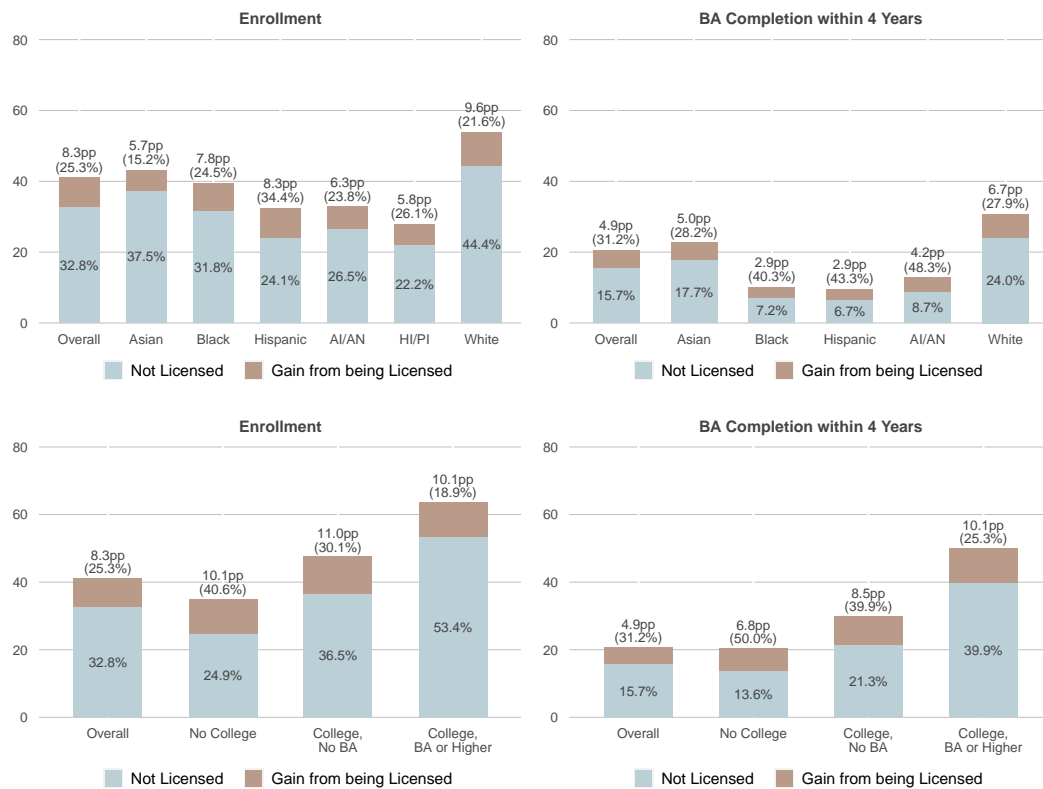 Enrollment
80
60
40
20
0
8.3pp
(25.3%)
32.8%
Overall
5.7pp
(15.2%)
37.5%
Asian
7.8pp
(24.5%)
31.8%
Black
8.3pp
(34.4%)
24.1%
Hispanic
6.3pp
(23.8%)
26.5%
AI/AN
5.8pp
(26.1%)
22.2%
HI/PI
9.6pp
(21.6%)
44.4%
White
Not Licensed
Gain from being Licensed
BA Completion within 4 Years
80
60
40
20
0
4.9pp
(31.2%)
15.7%
Overall
5.0pp
(28.2%)
17.7%
Asian
2.9pp
(40.3%)
7.2%
Black
2.9pp
(43.3%)
6.7%
Hispanic
4.2pp
(48.3%)
8.7%
AI/AN
6.7pp
(27.9%)
24.0%
White
Not Licensed
Gain from being Licensed
Enrollment
80
60
40
20
0
8.3pp
(25.3%)
32.8%
Overall
10.1pp
(40.6%)
24.9%
No College
11.0pp
(30.1%)
36.5%
College,
No BA
10.1pp
(18.9%)
53.4%
College,
BA or Higher
Not Licensed
Gain from being Licensed
BA Completion within 4 Years
80
60
40
20
0
4.9pp
(31.2%)
15.7%
Overall
6.8pp
(50.0%)
13.6%
No College
8.5pp
(39.9%)
21.3%
College,
No BA
10.1pp
(25.3%)
39.9%
College,
BA or Higher
Not Licensed
Gain from being Licensed